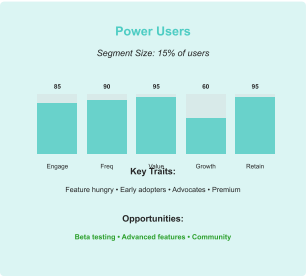 Power Users
Segment Size: 15% of users
85 90 95 60 95
Engage Freq Value Growth Retain
Key Traits:
Feature hungry • Early adopters • Advocates • Premium
Opportunities:
Beta testing • Advanced features • Community